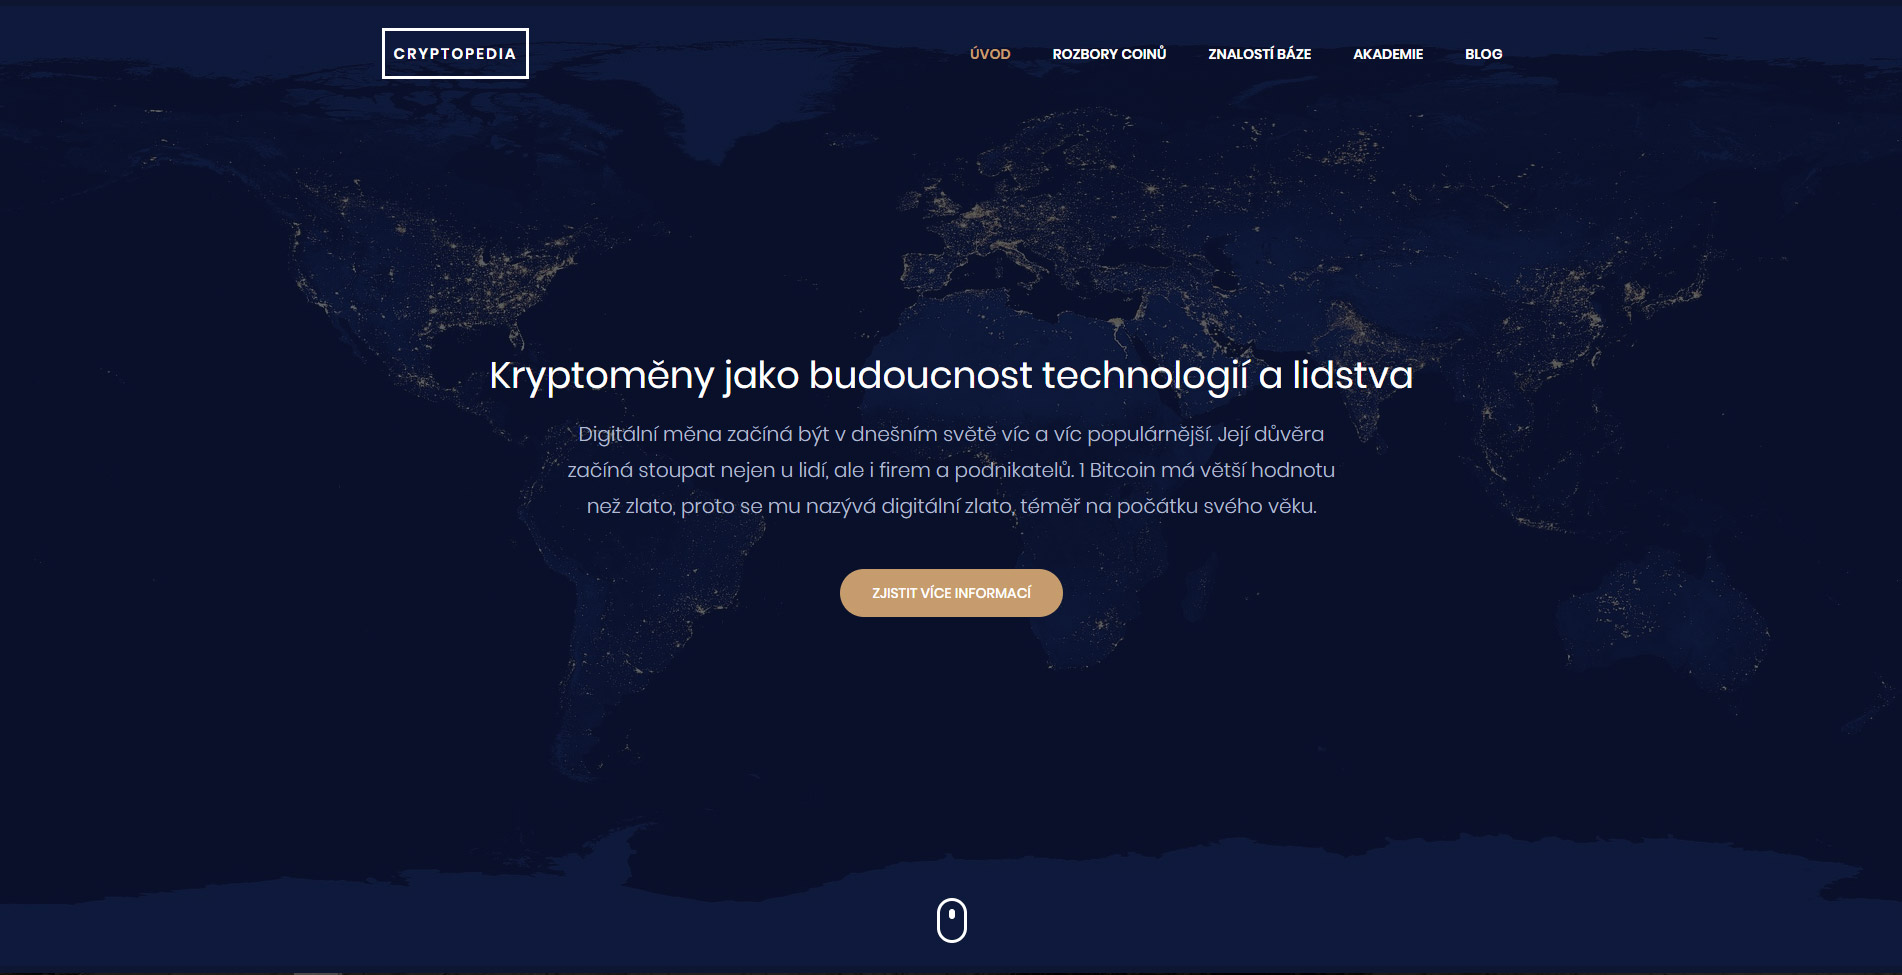 CRYPTOPEDIA
ÚVOD ROZBORY COINŮ ZNALOSTÍ BÁZE AKADEMIE BLOG
Kryptoměny jako budoucnost technologií a lidstva
Digitální měna začíná být v dnešním světě víc a víc populárnější. Její důvěra
začíná stoupat nejen u lidí, ale i firem a podnikatelů. 1 Bitcoin má větší hodnotu
než zlato, proto se mu nazývá digitální zlato, téměř na počátku svého věku.
ZJISTIT VÍCE INFORMACÍ